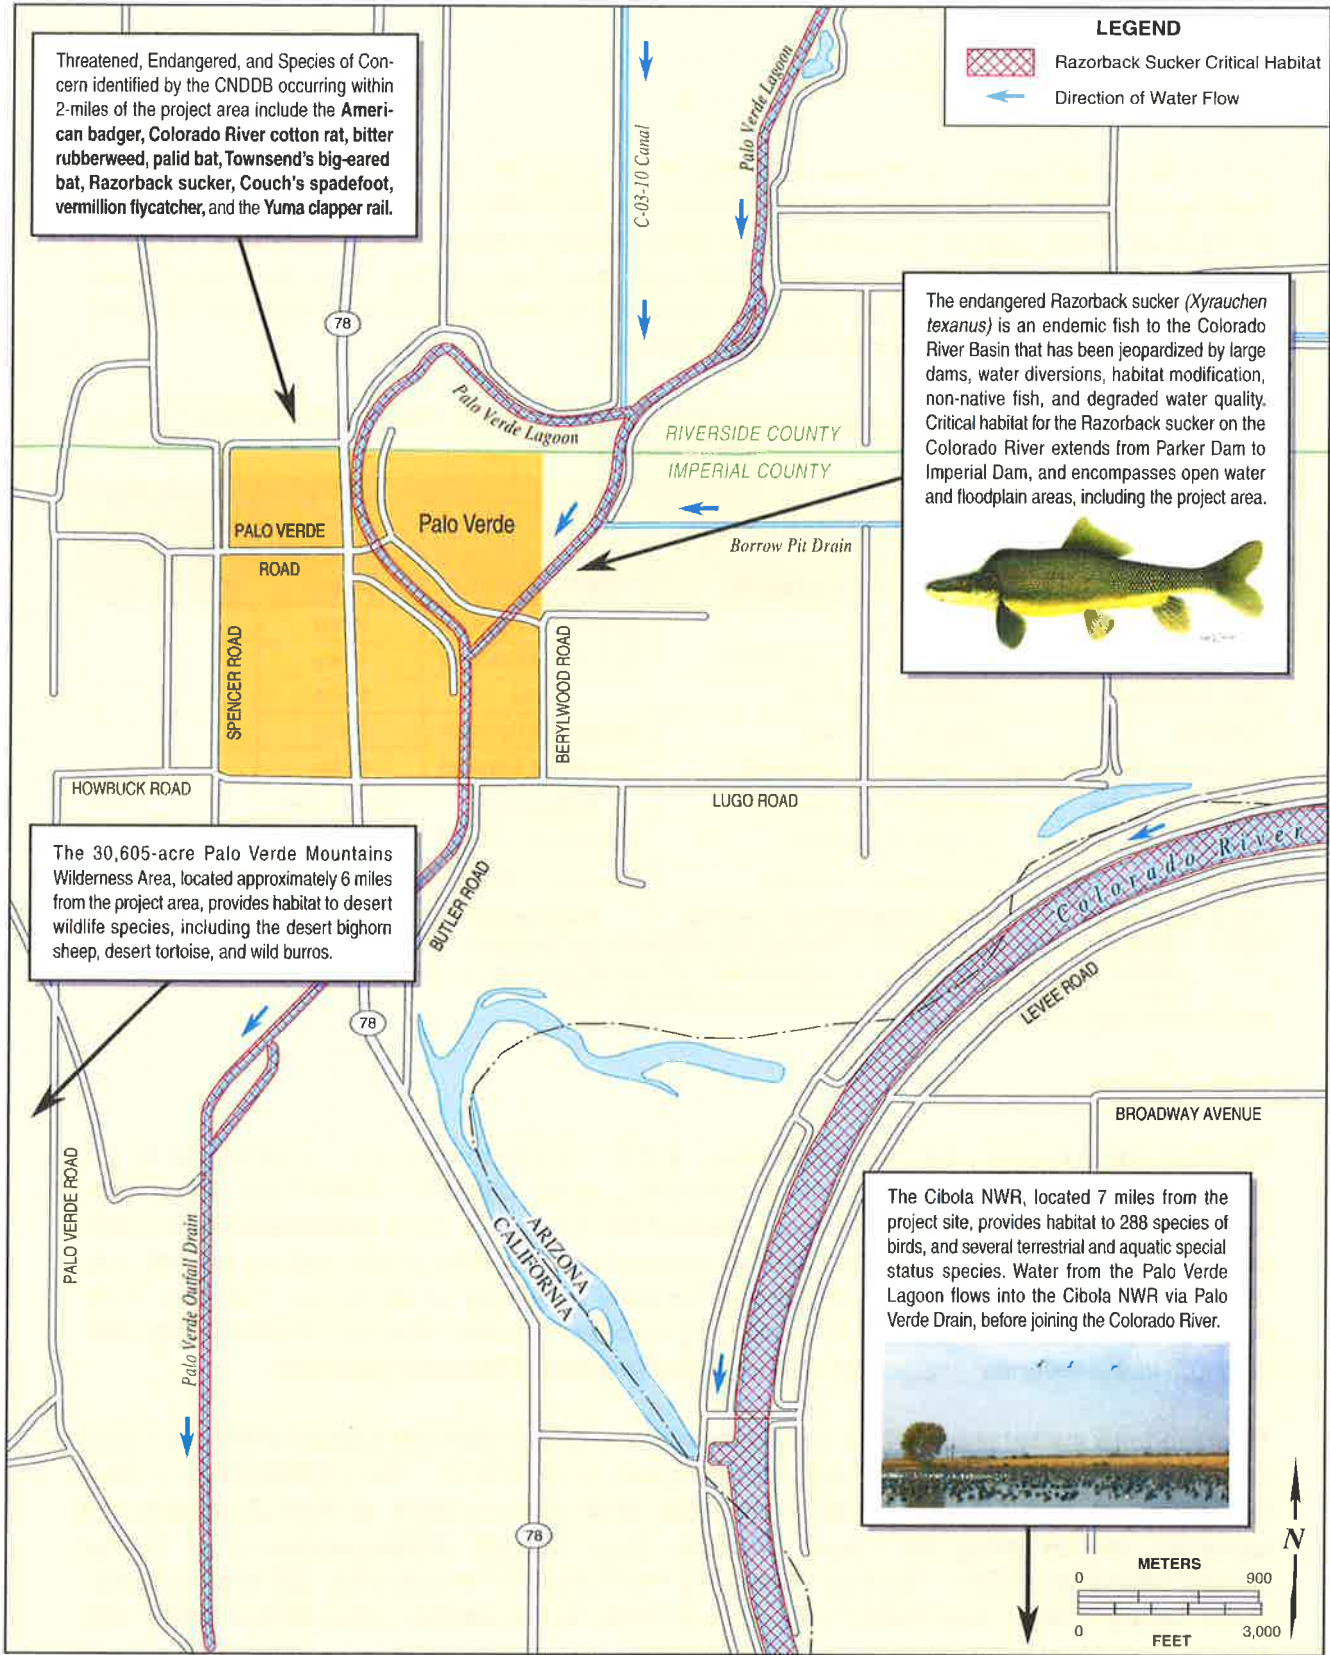 LEGEND
Razorback Sucker Critical Habitat
Direction of Water Flow
Threatened, Endangered, and Species of Con-
cern identified by the CNDDB occurring within
2-miles of the project area include the Ameri-
can badger, Colorado River cotton rat, bitter
rubberweed, palid bat, Townsend's big-eared
bat, Razorback sucker, Couch's spadefoot,
vermillion flycatcher, and the Yuma clapper rail.
C-03-10 Canal
Palo Verde Lagoon
78
The endangered Razorback sucker (Xyrauchen
texanus) is an endemic fish to the Colorado
River Basin that has been jeopardized by large
dams, water diversions, habitat modification,
non-native fish, and degraded water quality.
Critical habitat for the Razorback sucker on the
Colorado River extends from Parker Dam to
Imperial Dam, and encompasses open water
and floodplain areas, including the project area.
Palo Verde Lagoon
RIVERSIDE COUNTY
IMPERIAL COUNTY
PALO VERDE
ROAD
Palo Verde
Borrow Pit Drain
SPENCER ROAD
BERYLWOOD ROAD
HOWRUCK ROAD
LUGO ROAD
The 30,605-acre Palo Verde Mountains
Wilderness Area, located approximately 6 miles
from the project area, provides habitat to desert
wildlife species, including the desert bighorn
sheep, desert tortoise, and wild burros.
BUTLER ROAD
Colorado River
LEVEE ROAD
78
BROADWAY AVENUE
PALO VERDE ROAD
Palo Verde Outfall Drain
ARIZONA
CALIFORNIA
The Cibola NWR, located 7 miles from the
project site, provides habitat to 288 species of
birds, and several terrestrial and aquatic special
status species. Water from the Palo Verde
Lagoon flows into the Cibola NWR via Palo
Verde Drain, before joining the Colorado River.
78
N
METERS
0 900
0 3,000
FEET